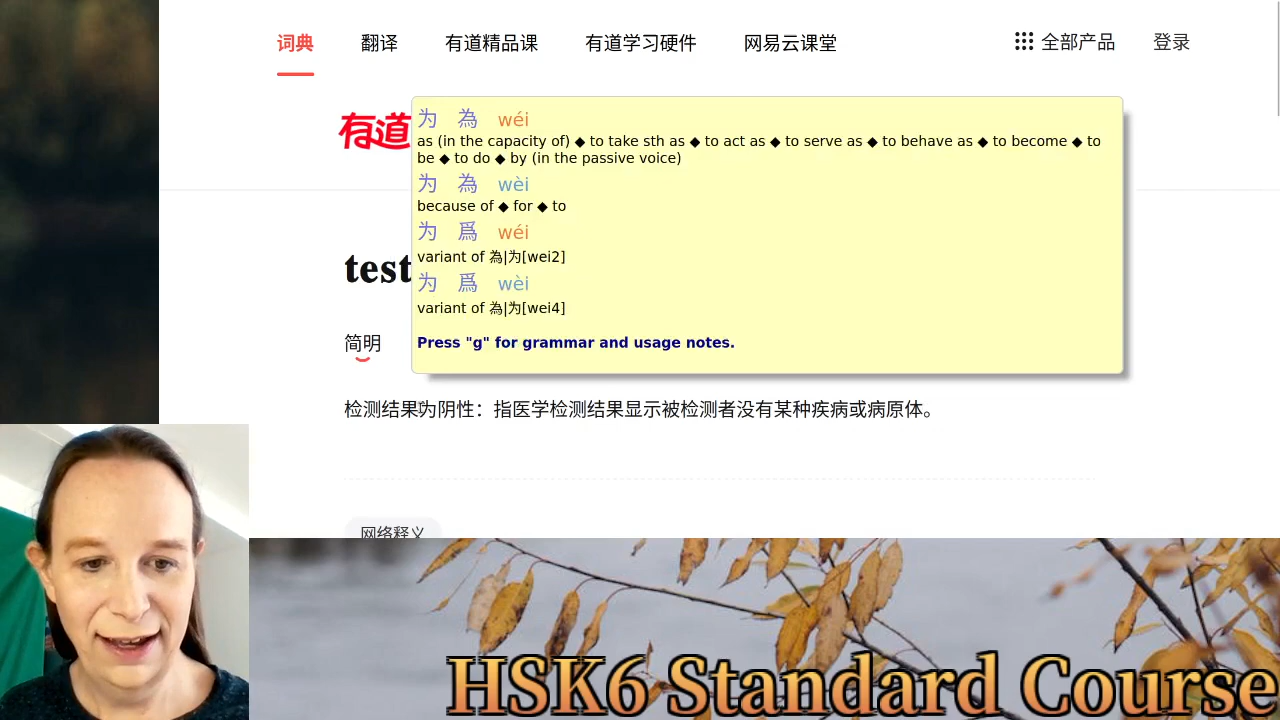 词典 翻译 有道精品课 有道学习硬件 网易云课堂 全部产品 登录
有道
为 為 wéi
as (in the capacity of) ◆ to take sth as ◆ to act as ◆ to serve as ◆ to behave as ◆ to become ◆ to
be ◆ to do ◆ by (in the passive voice)
为 為 wèi
because of ◆ for ◆ to
为 爲 wéi
variant of 為|为[wei2]
为 爲 wèi
variant of 為|为[wei4]
Press "g" for grammar and usage notes.
test
简明
检测结果为阴性：指医学检测结果显示被检测者没有某种疾病或病原体。
网络释义
HSK6 Standard Course